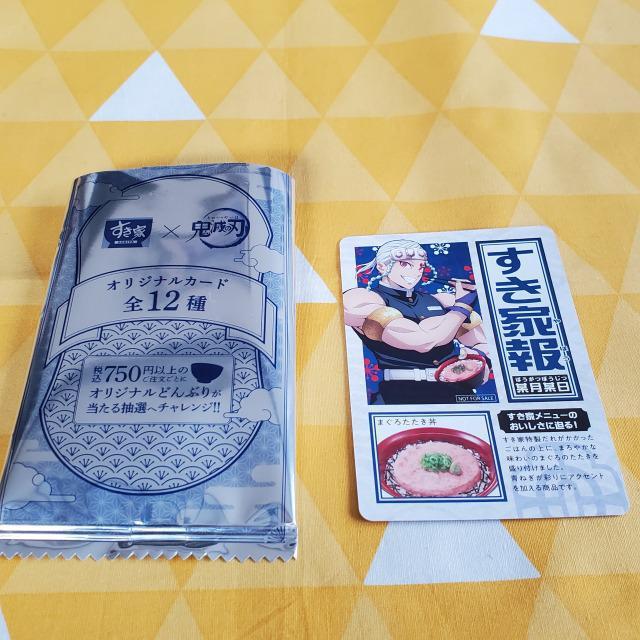 すき家
×
鬼滅の刃
オリジナルカード
全12種
税込750円以上の
ご注文ごとに
オリジナルどんぶりが
当たる抽選へチャレンジ!!
すき家報
ぼうがつぼうじつ
某月某日
NOT FOR SALE
まぐろたたき丼
すき家メニューの
おいしさに迫る!
すき家特製だれがかかった
ごはんの上に、まろやかな
味わいのまぐろのたたきを
盛り付けました。
青ねぎが彩りにアクセント
を加える商品です。